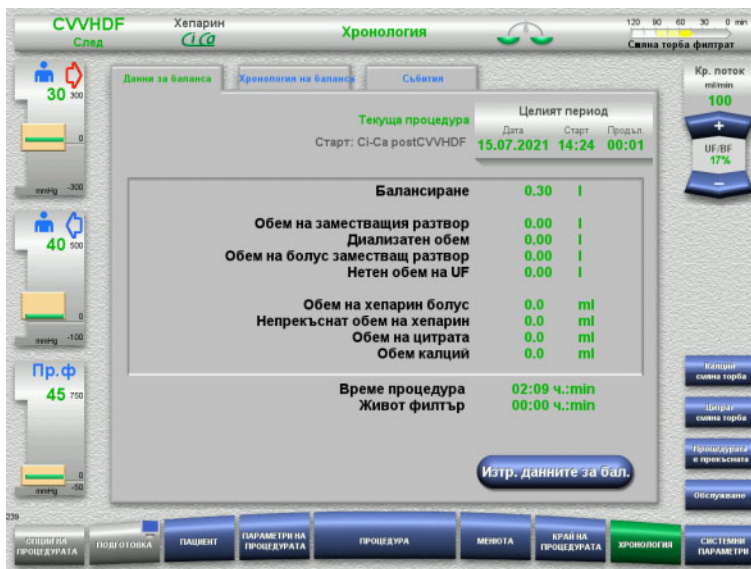 CVVHDF
След
Хепарин
Ci Ca
Хронология
120 90 60 30 0 min
Смяна торба филтрат
30 300
0
mmHg -300
40 500
0
mmHg -100
Пр.ф
45 750
0
mmHg -50
Данни за баланса
Хронология на баланса
Събития
Текуща процедура
Старт: Ci-Ca postCVVHDF
Целият период
Дата Старт Продъл.
15.07.2021 14:24 00:01
Балансиране 0.30 l
Обем на заместващия разтвор 0.00 l
Диализатен обем 0.00 l
Обем на болус заместващ разтвор 0.00 l
Нетен обем на UF 0.00 l
Обем на хепарин болус 0.0 ml
Непрекъснат обем на хепарин 0.0 ml
Обем на цитрата 0.0 ml
Обем калций 0.0 ml
Време процедура 02:09 ч.:min
Живот филтър 00:00 ч.:min
Изтр. данните за бал.
Кр. поток
ml/min
100
+
UF/BF
17%
−
Калции
смяна торба
Цитрат
смяна торба
Процедурата
е прекъсната
Обслужване
239
ОПЦИИ НА
ПРОЦЕДУРАТА
ПОДГОТОВКА
ПАЦИЕНТ
ПАРАМЕТРИ НА
ПРОЦЕДУРАТА
ПРОЦЕДУРА
МЕНЮТА
КРАЙ НА
ПРОЦЕДУРАТА
ХРОНОЛОГИЯ
СИСТЕМНИ
ПАРАМЕТРИ